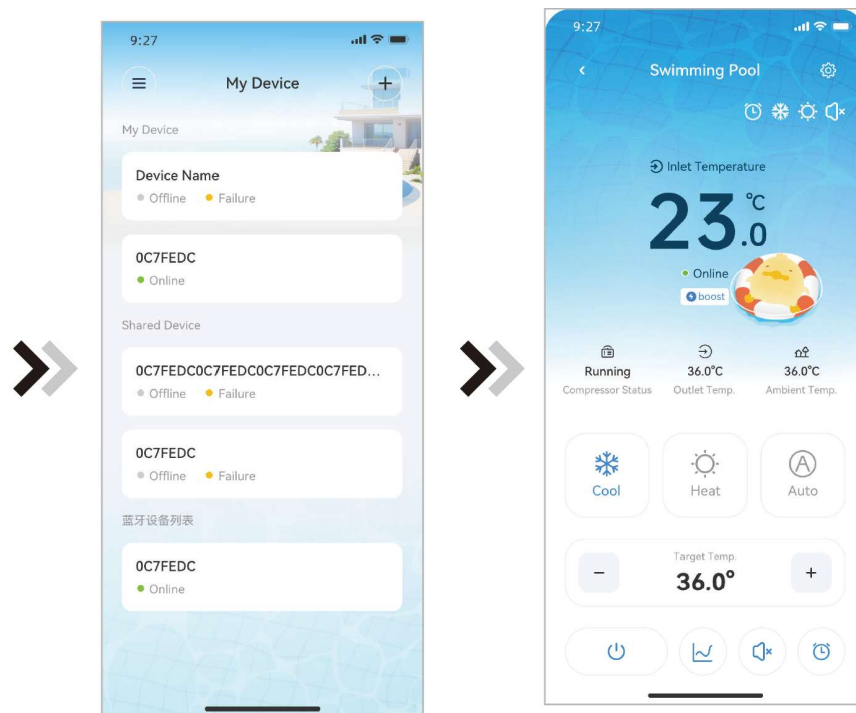 9:27
My Device
My Device
Device Name
Offline Failure
0C7FEDC
Online
Shared Device
0C7FEDC0C7FEDC0C7FEDC0C7FED...
Offline Failure
0C7FEDC
Offline Failure
蓝牙设备列表
0C7FEDC
Online
9:27
Swimming Pool
Inlet Temperature
23.0 °C
Online
boost
Running 36.0°C 36.0°C
Compressor Status Outlet Temp. Ambient Temp.
Cool Heat Auto
Target Temp.
− 36.0° +